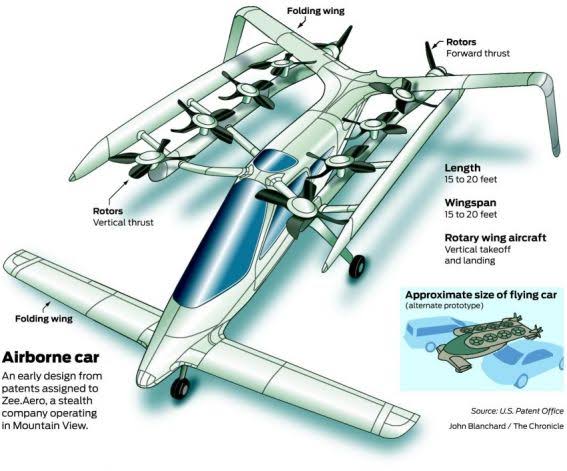 Folding wing
Rotors
Forward thrust
Rotors
Vertical thrust
Length
15 to 20 feet
Wingspan
15 to 20 feet
Rotary wing aircraft
Vertical takeoff
and landing
Folding wing
Approximate size of flying car
(alternate prototype)
Airborne car
An early design from
patents assigned to
Zee.Aero, a stealth
company operating
in Mountain View.
Source: U.S. Patent Office
John Blanchard / The Chronicle